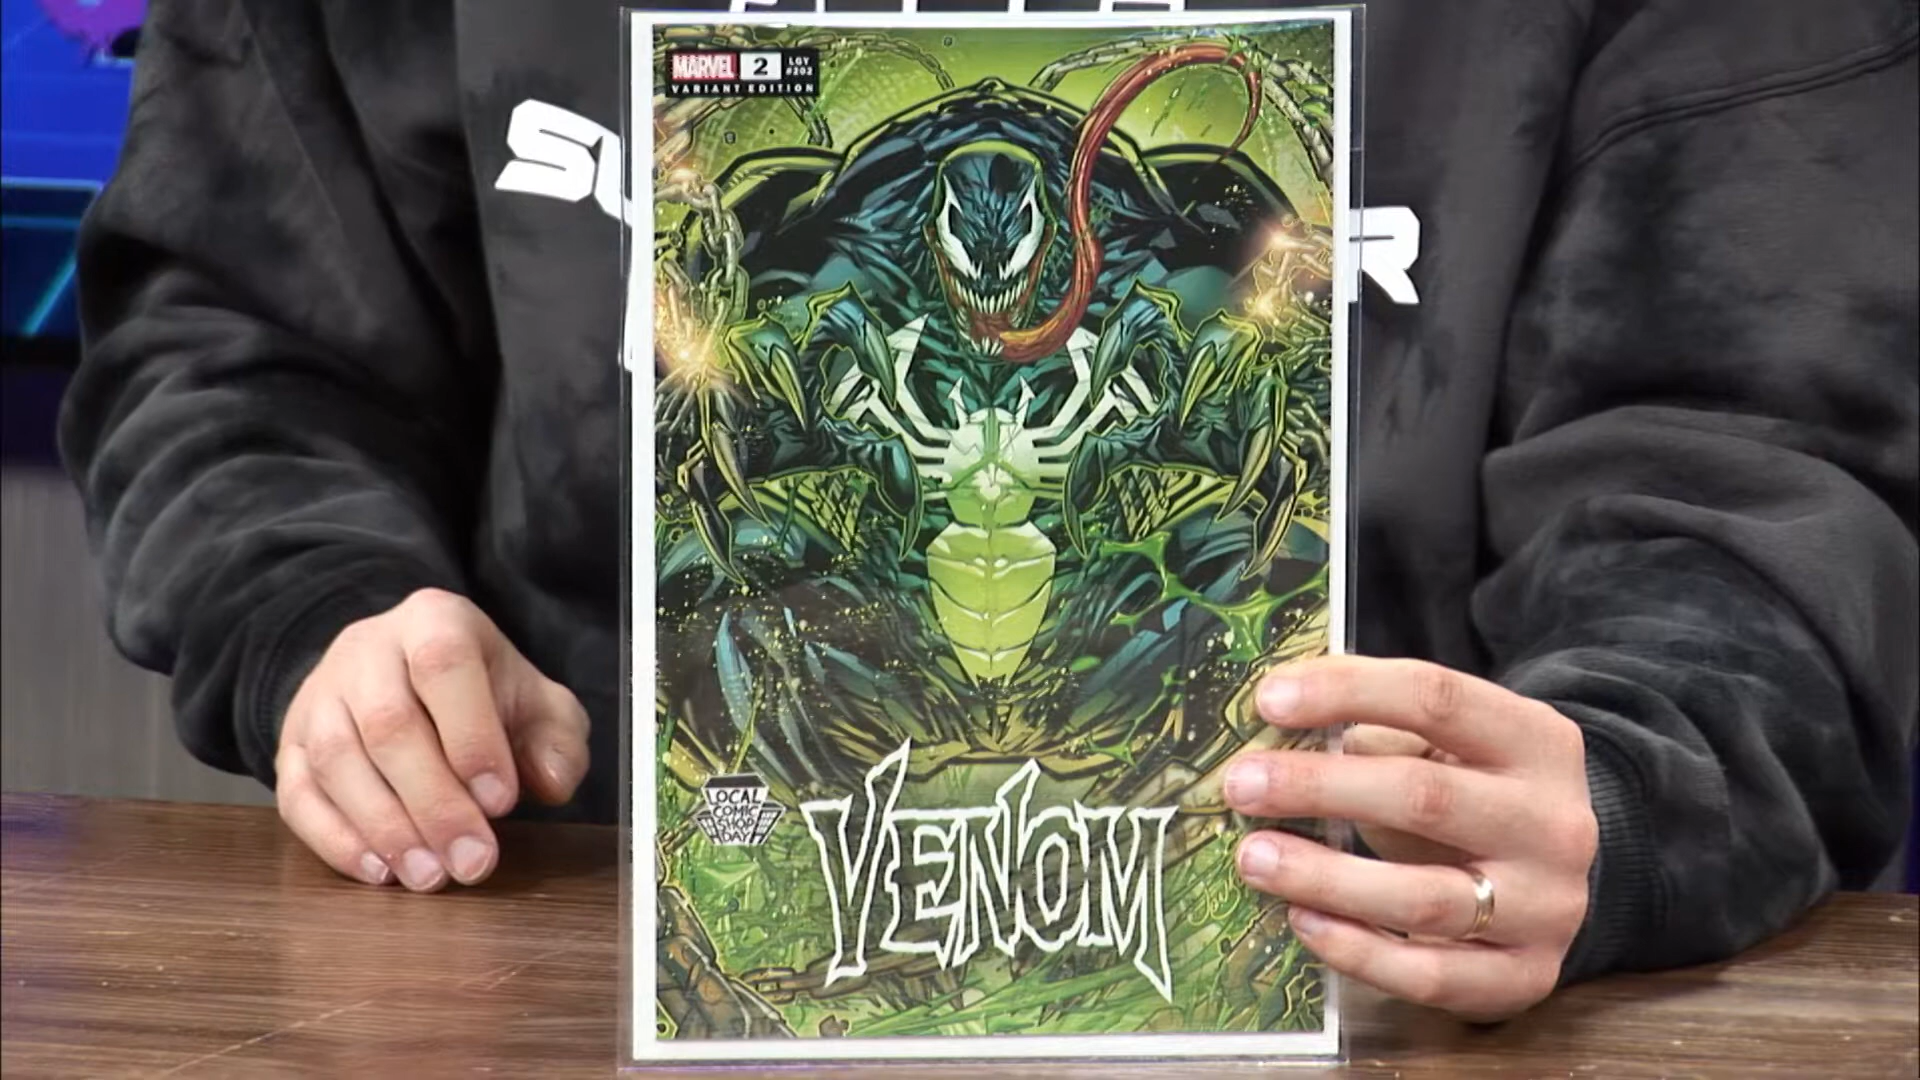 MARVEL 2 LGY #202
VARIANT EDITION
LOCAL
COMIC
SHOP
DAY
VENOM